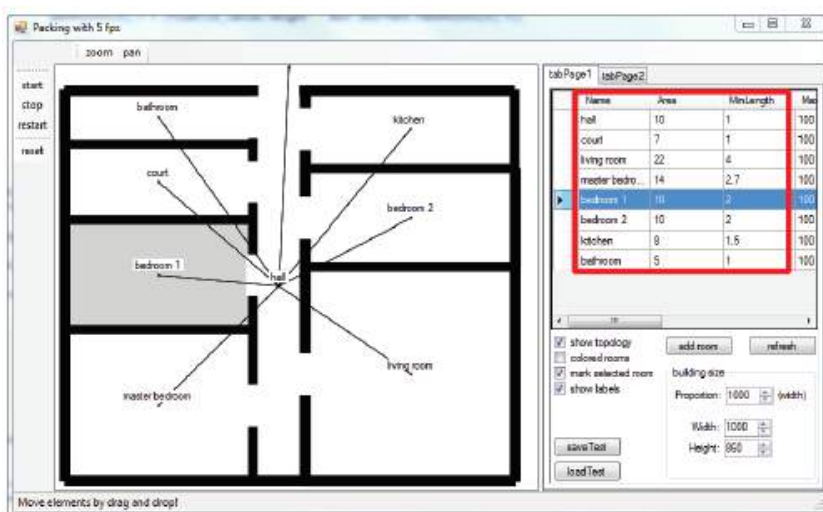 Packing with 5 fps
zoom pan
start
stop
restart
reset
bathroom
kitchen
court
bedroom 2
bedroom 1
hall
living room
master bedroom
tabPage1 tabPage2
Name Area MinLength Max
hall 10 1 100
court 7 1 100
living room 22 4 100
master bedro... 14 2.7 100
bedroom 1 10 2 100
bedroom 2 10 2 100
kitchen 9 1.5 100
bathroom 5 1 100
show topology
colored rooms
mark selected room
show labels
add room refresh
building size
Proportion: 1000 (width)
Width: 1000
Height: 850
saveTest
loadTest
Move elements by drag and drop!